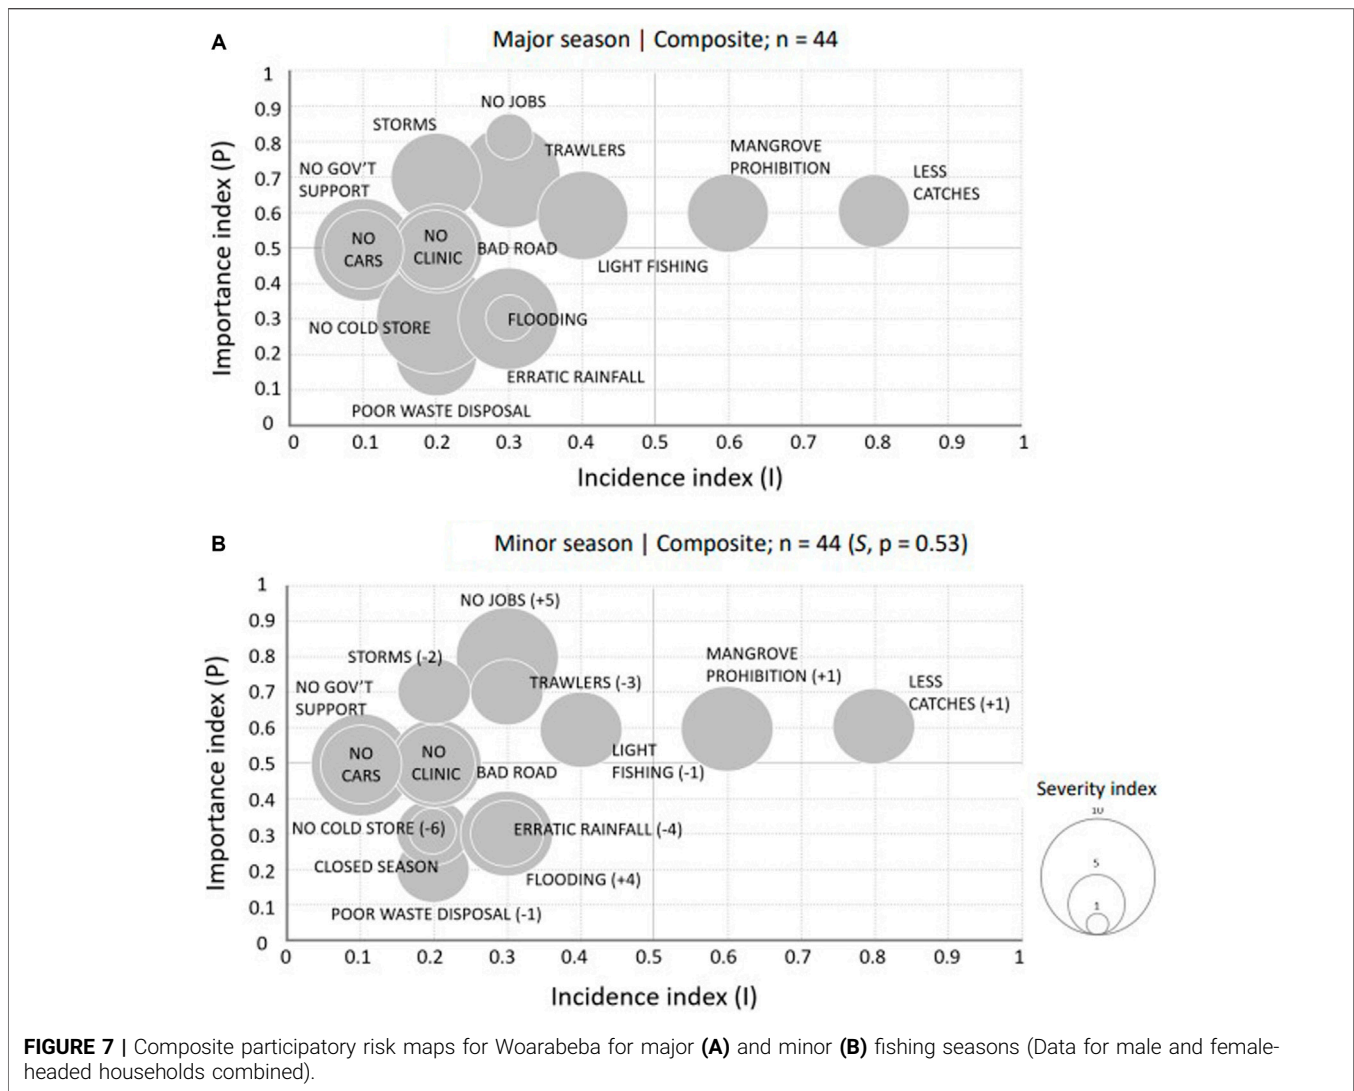 A
Major season | Composite; n = 44
1
0.9
0.8
0.7
0.6
0.5
0.4
0.3
0.2
0.1
0
Importance index (P)
NO JOBS
STORMS
TRAWLERS
MANGROVE
PROHIBITION
NO GOV'T
SUPPORT
LESS
CATCHES
NO
CARS
NO
CLINIC
BAD ROAD
LIGHT FISHING
NO COLD STORE
FLOODING
ERRATIC RAINFALL
POOR WASTE DISPOSAL
0 0.1 0.2 0.3 0.4 0.5 0.6 0.7 0.8 0.9 1
Incidence index (I)
B
Minor season | Composite; n = 44 (S, p = 0.53)
1
0.9
0.8
0.7
0.6
0.5
0.4
0.3
0.2
0.1
0
Importance index (P)
NO JOBS (+5)
STORMS (-2)
MANGROVE
PROHIBITION (+1)
TRAWLERS (-3)
NO GOV'T
SUPPORT
LESS
CATCHES (+1)
NO
CARS
NO
CLINIC
BAD ROAD
LIGHT
FISHING (-1)
NO COLD STORE (-6)
ERRATIC RAINFALL (-4)
CLOSED SEASON
FLOODING (+4)
POOR WASTE DISPOSAL (-1)
0 0.1 0.2 0.3 0.4 0.5 0.6 0.7 0.8 0.9 1
Incidence index (I)
Severity index
10
5
1
FIGURE 7 | Composite participatory risk maps for Woarabeba for major (A) and minor (B) fishing seasons (Data for male and female-
headed households combined).